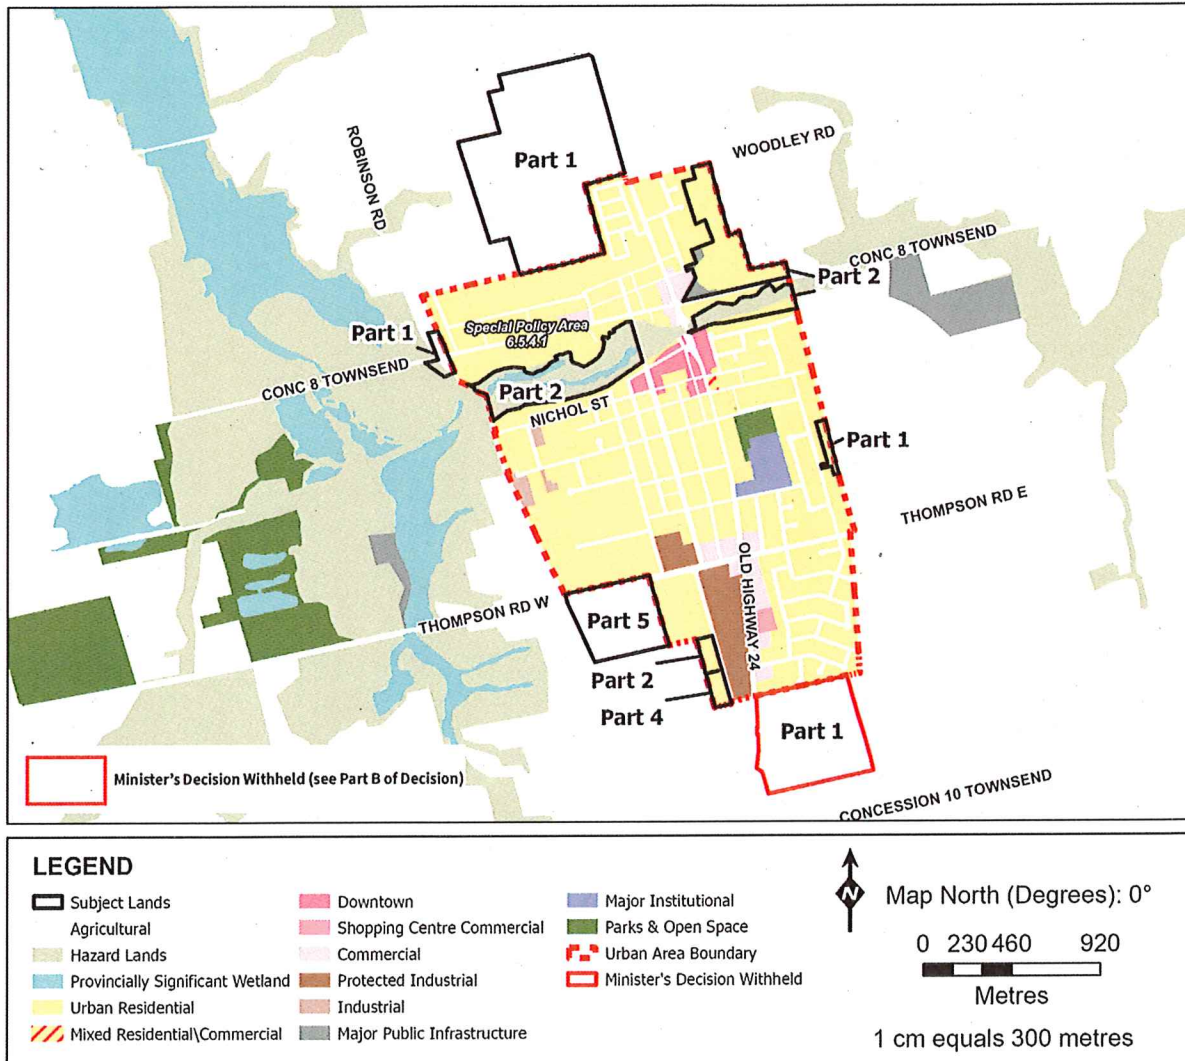 Part 1
ROBINSON RD
WOODLEY RD
CONC 8 TOWNSEND
Part 2
Part 1
Special Policy Area
6.5.4.1
CONC 8 TOWNSEND
Part 2
NICHOL ST
Part 1
THOMPSON RD E
OLD HIGHWAY 24
THOMPSON RD W
Part 5
Part 2
Part 4
Part 1
Minister's Decision Withheld (see Part B of Decision)
CONCESSION 10 TOWNSEND
LEGEND
Subject Lands
Agricultural
Hazard Lands
Provincially Significant Wetland
Urban Residential
Mixed Residential\Commercial
Downtown
Shopping Centre Commercial
Commercial
Protected Industrial
Industrial
Major Public Infrastructure
Major Institutional
Parks & Open Space
Urban Area Boundary
Minister's Decision Withheld
N
Map North (Degrees): 0°
0 230 460 920
Metres
1 cm equals 300 metres